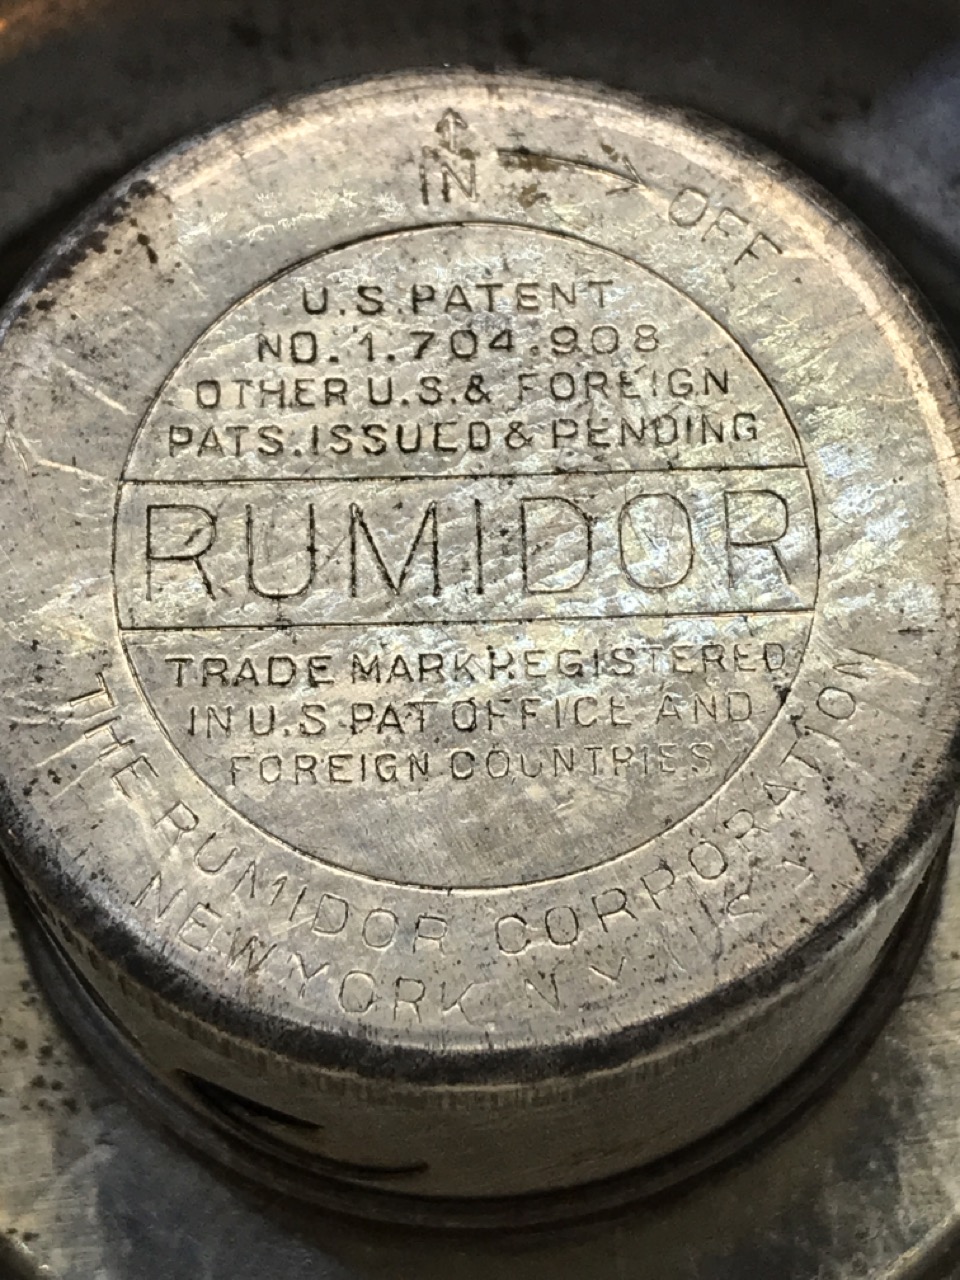 IN
OFF
U.S. PATENT
NO. 1.704.908
OTHER U.S. & FOREIGN
PATS. ISSUED & PENDING
RUMIDOR
TRADE MARK REGISTERED
IN U.S. PAT OFFICE AND
FOREIGN COUNTRIES
THE RUMIDOR CORPORATION
NEW YORK N.Y.